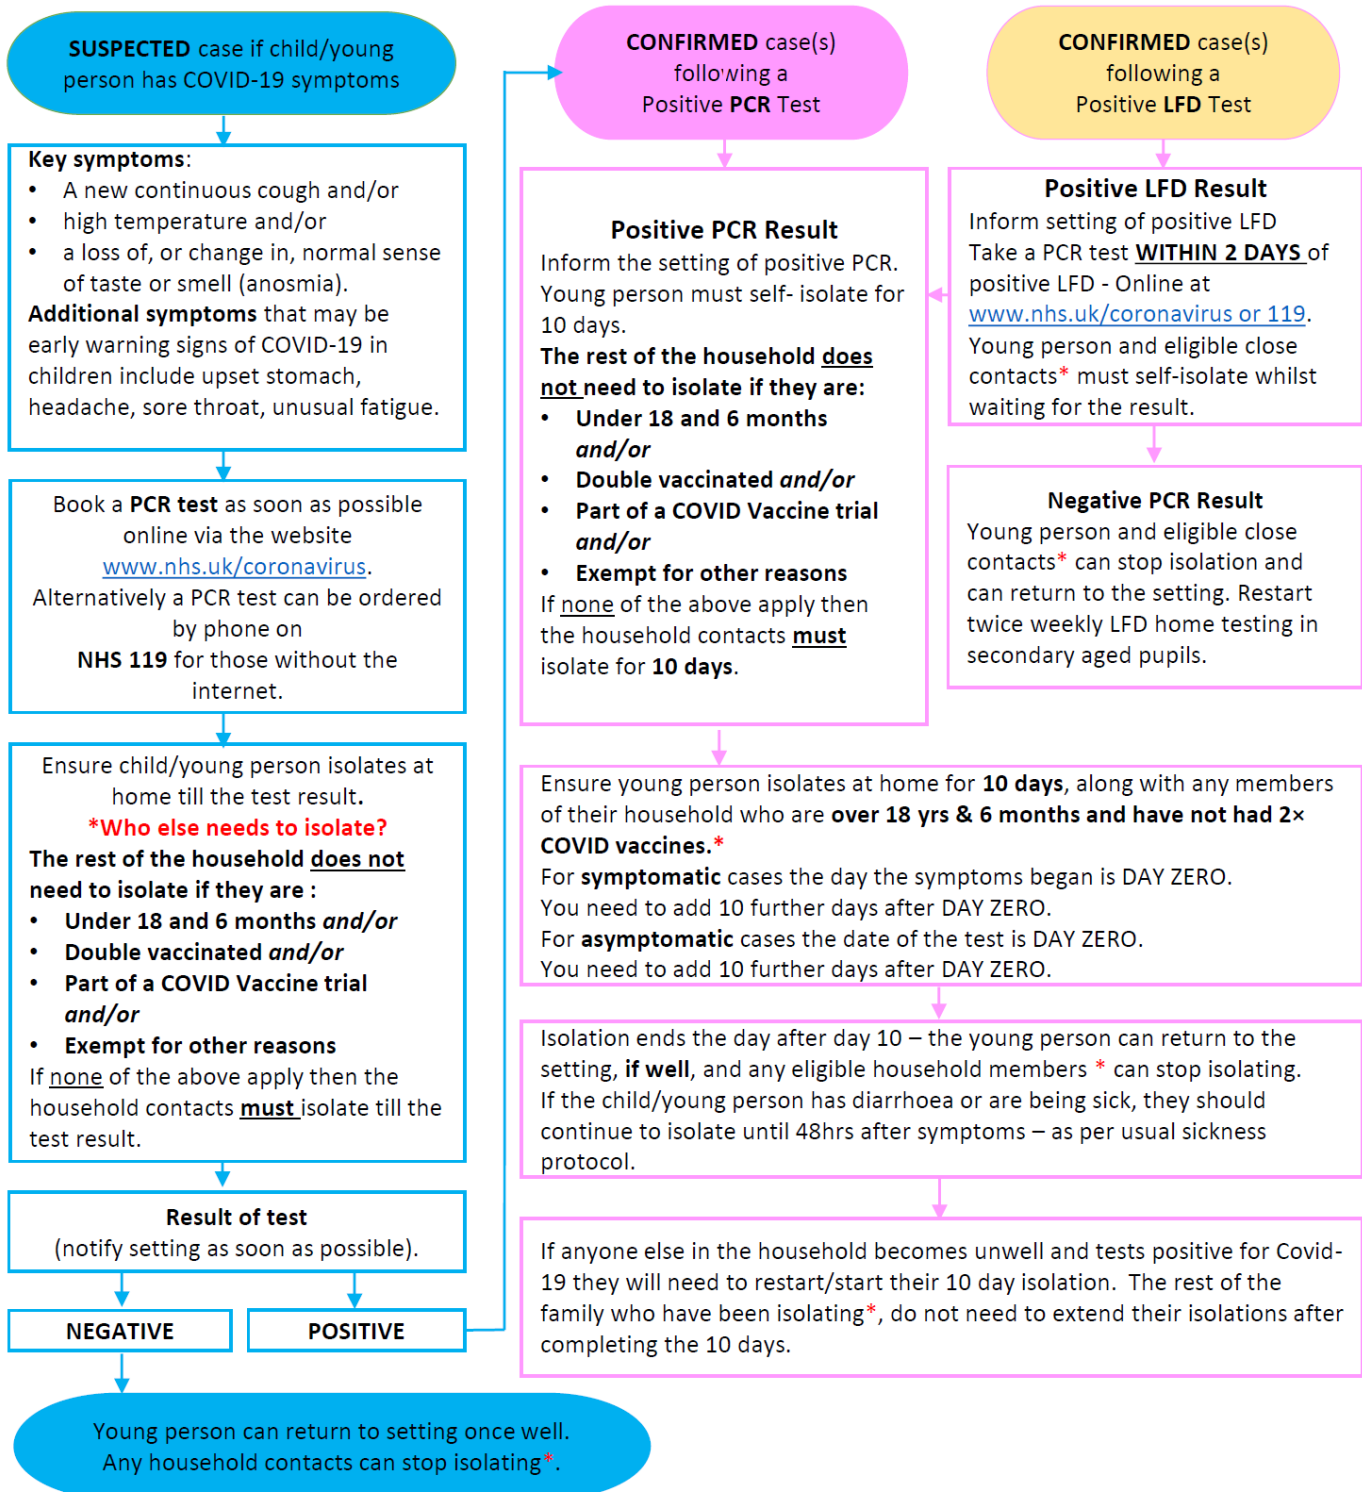 SUSPECTED case if child/young
person has COVID-19 symptoms
Key symptoms:
• A new continuous cough and/or
• high temperature and/or
• a loss of, or change in, normal sense
of taste or smell (anosmia).
Additional symptoms that may be
early warning signs of COVID-19 in
children include upset stomach,
headache, sore throat, unusual fatigue.
Book a PCR test as soon as possible
online via the website
www.nhs.uk/coronavirus.
Alternatively a PCR test can be ordered
by phone on
NHS 119 for those without the
internet.
Ensure child/young person isolates at
home till the test result.
*Who else needs to isolate?
The rest of the household does not
need to isolate if they are :
• Under 18 and 6 months and/or
• Double vaccinated and/or
• Part of a COVID Vaccine trial
and/or
• Exempt for other reasons
If none of the above apply then the
household contacts must isolate till the
test result.
Result of test
(notify setting as soon as possible).
NEGATIVE
POSITIVE
Young person can return to setting once well.
Any household contacts can stop isolating*.
CONFIRMED case(s)
following a
Positive PCR Test
Positive PCR Result
Inform the setting of positive PCR.
Young person must self- isolate for
10 days.
The rest of the household does
not need to isolate if they are:
• Under 18 and 6 months
and/or
• Double vaccinated and/or
• Part of a COVID Vaccine trial
and/or
• Exempt for other reasons
If none of the above apply then
the household contacts must
isolate for 10 days.
CONFIRMED case(s)
following a
Positive LFD Test
Positive LFD Result
Inform setting of positive LFD
Take a PCR test WITHIN 2 DAYS of
positive LFD - Online at
www.nhs.uk/coronavirus or 119.
Young person and eligible close
contacts* must self-isolate whilst
waiting for the result.
Negative PCR Result
Young person and eligible close
contacts* can stop isolation and
can return to the setting. Restart
twice weekly LFD home testing in
secondary aged pupils.
Ensure young person isolates at home for 10 days, along with any members
of their household who are over 18 yrs & 6 months and have not had 2×
COVID vaccines.*
For symptomatic cases the day the symptoms began is DAY ZERO.
You need to add 10 further days after DAY ZERO.
For asymptomatic cases the date of the test is DAY ZERO.
You need to add 10 further days after DAY ZERO.
Isolation ends the day after day 10 – the young person can return to the
setting, if well, and any eligible household members * can stop isolating.
If the child/young person has diarrhoea or are being sick, they should
continue to isolate until 48hrs after symptoms – as per usual sickness
protocol.
If anyone else in the household becomes unwell and tests positive for Covid-
19 they will need to restart/start their 10 day isolation. The rest of the
family who have been isolating*, do not need to extend their isolations after
completing the 10 days.